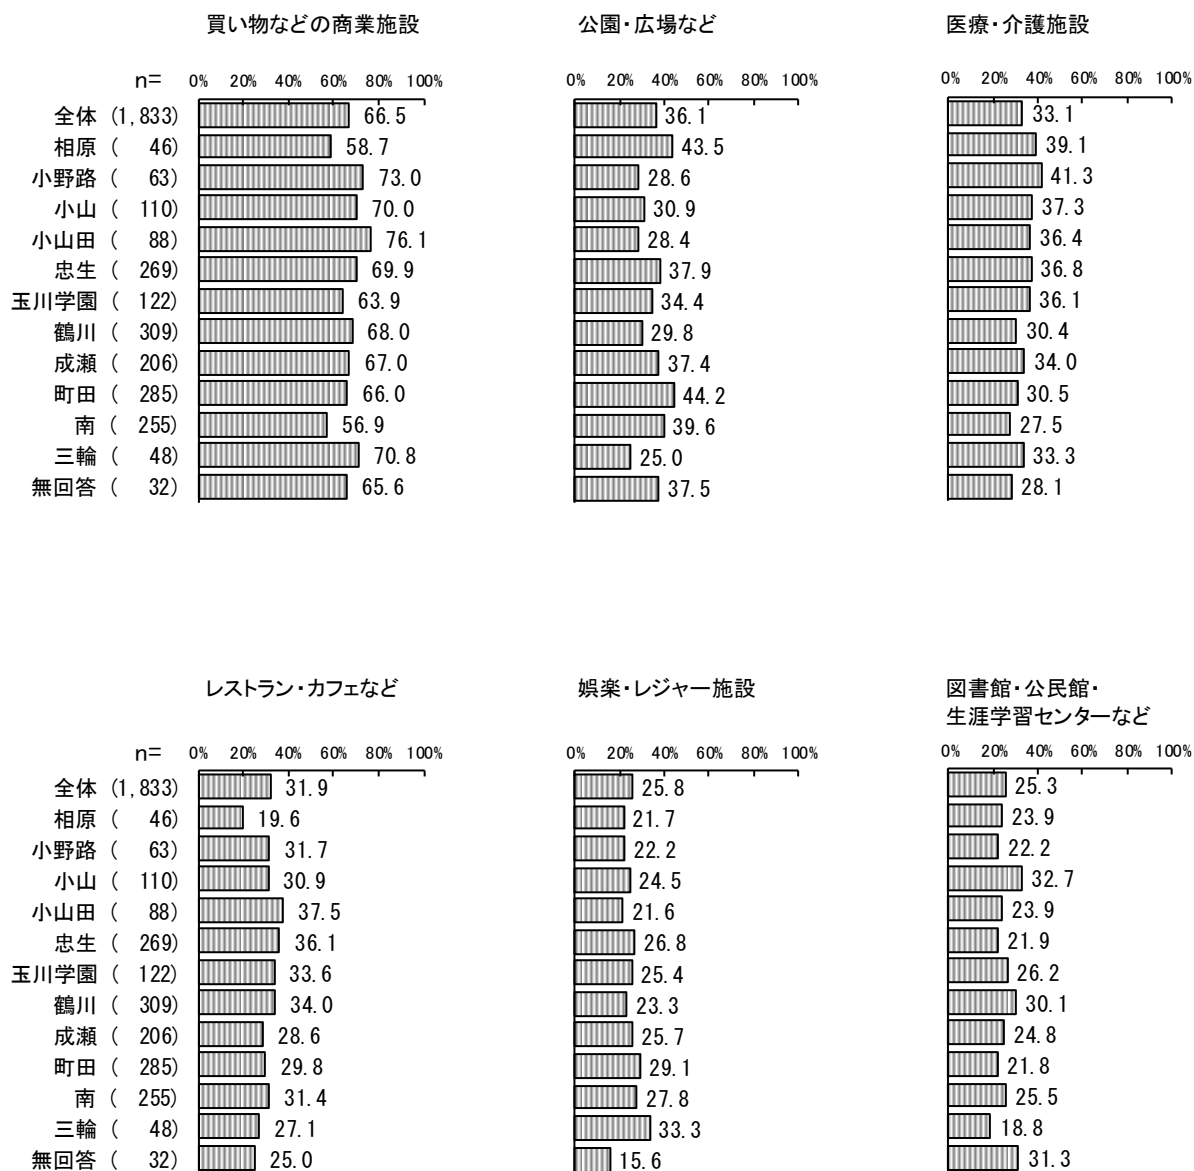 買い物などの商業施設 公園・広場など 医療・介護施設
n= 0% 20% 40% 60% 80% 100% 0% 20% 40% 60% 80% 100% 0% 20% 40% 60% 80% 100%
全体 (1,833) 66.5 36.1 33.1
相原 ( 46) 58.7 43.5 39.1
小野路 ( 63) 73.0 28.6 41.3
小山 ( 110) 70.0 30.9 37.3
小山田 ( 88) 76.1 28.4 36.4
忠生 ( 269) 69.9 37.9 36.8
玉川学園 ( 122) 63.9 34.4 36.1
鶴川 ( 309) 68.0 29.8 30.4
成瀬 ( 206) 67.0 37.4 34.0
町田 ( 285) 66.0 44.2 30.5
南 ( 255) 56.9 39.6 27.5
三輪 ( 48) 70.8 25.0 33.3
無回答 ( 32) 65.6 37.5 28.1
レストラン・カフェなど 娯楽・レジャー施設 図書館・公民館・
生涯学習センターなど
n= 0% 20% 40% 60% 80% 100% 0% 20% 40% 60% 80% 100% 0% 20% 40% 60% 80% 100%
全体 (1,833) 31.9 25.8 25.3
相原 ( 46) 19.6 21.7 23.9
小野路 ( 63) 31.7 22.2 22.2
小山 ( 110) 30.9 24.5 32.7
小山田 ( 88) 37.5 21.6 23.9
忠生 ( 269) 36.1 26.8 21.9
玉川学園 ( 122) 33.6 25.4 26.2
鶴川 ( 309) 34.0 23.3 30.1
成瀬 ( 206) 28.6 25.7 24.8
町田 ( 285) 29.8 29.1 21.8
南 ( 255) 31.4 27.8 25.5
三輪 ( 48) 27.1 33.3 18.8
無回答 ( 32) 25.0 15.6 31.3